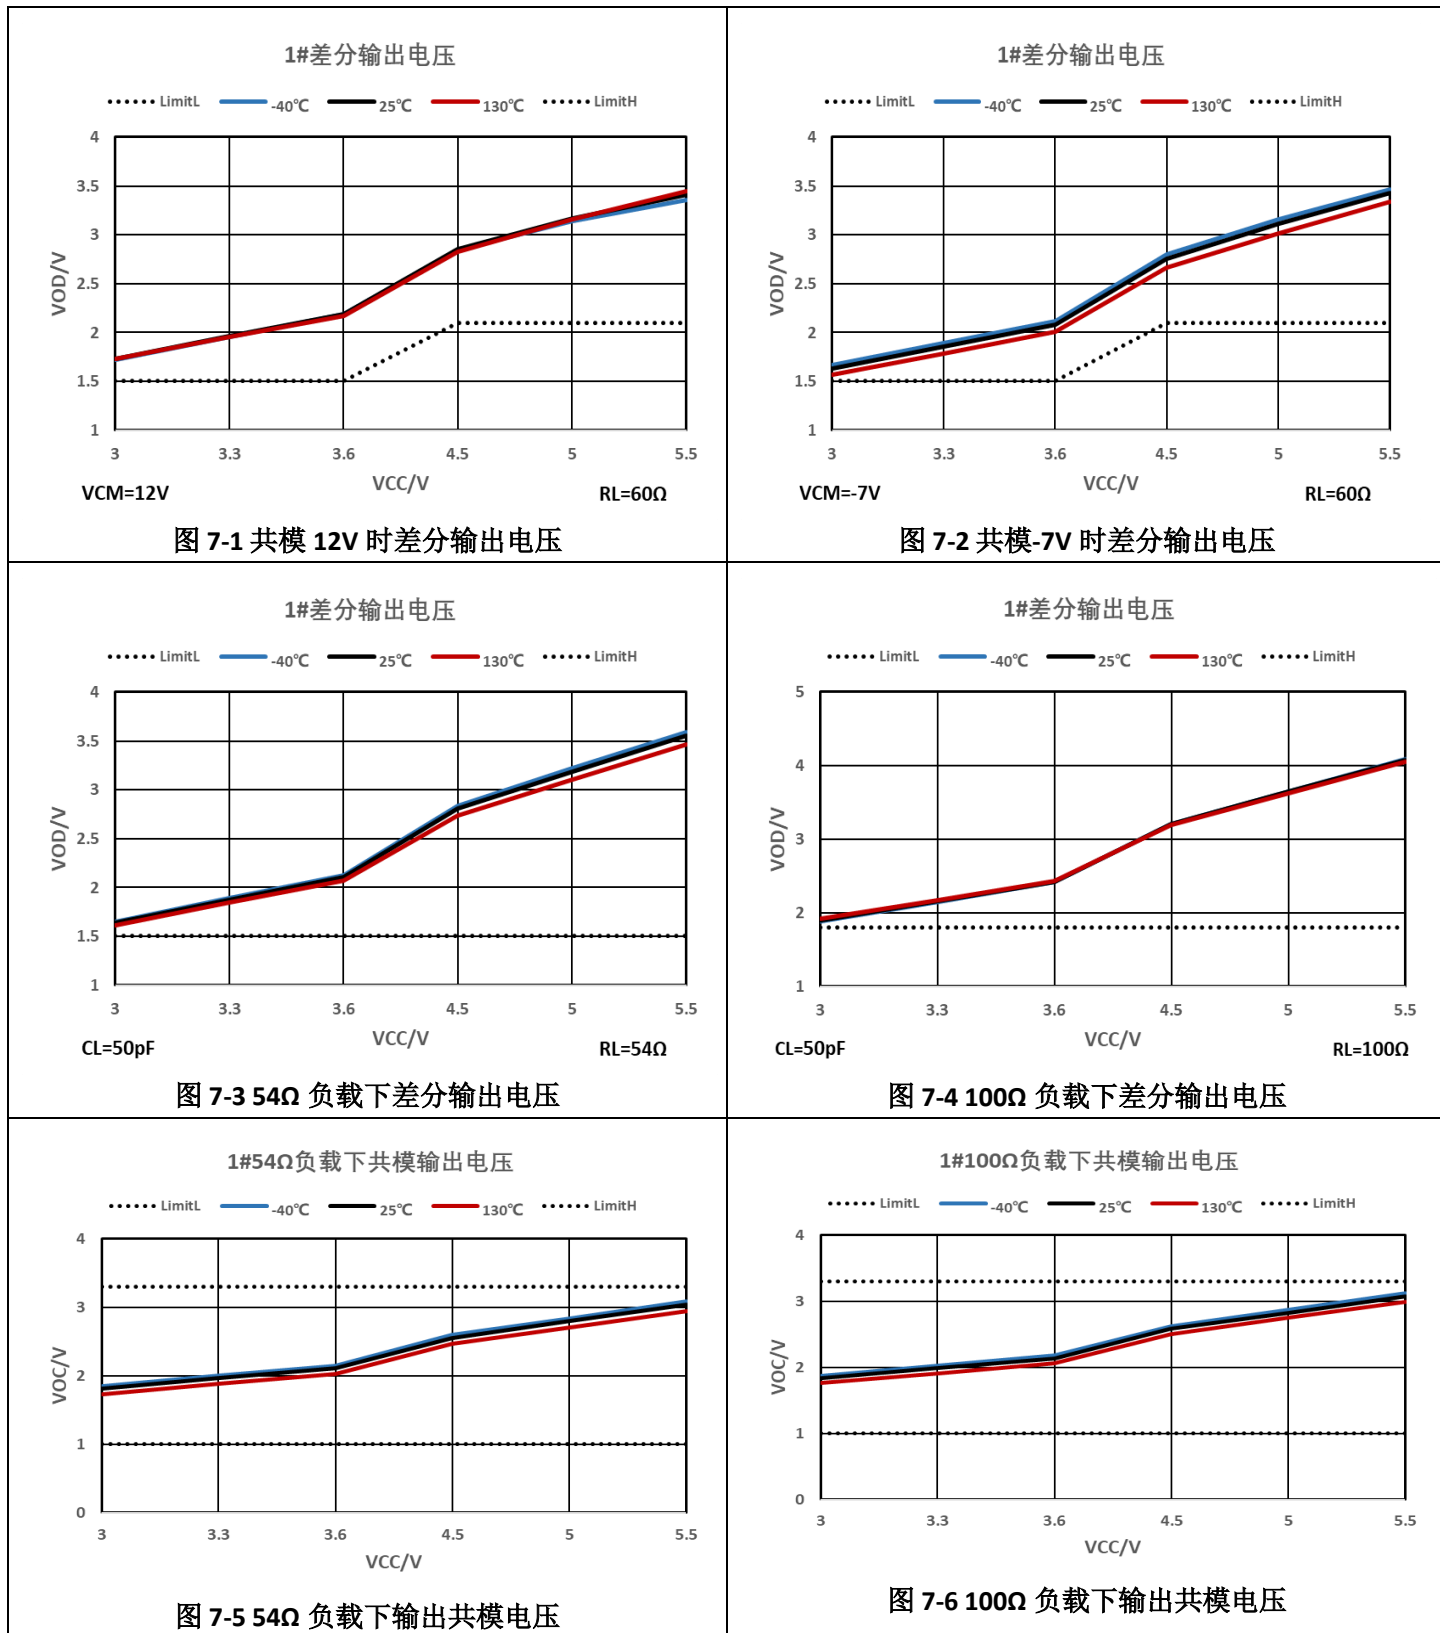 1#差分输出电压
LimitL -40℃ 25℃ 130℃ LimitH
4
3.5
3
2.5
2
1.5
1
VOD/V
3 3.3 3.6 4.5 5 5.5
VCC/V
VCM=12V RL=60Ω
图 7-1 共模 12V 时差分输出电压
1#差分输出电压
LimitL -40℃ 25℃ 130℃ LimitH
4
3.5
3
2.5
2
1.5
1
VOD/V
3 3.3 3.6 4.5 5 5.5
VCC/V
VCM=-7V RL=60Ω
图 7-2 共模-7V 时差分输出电压
1#差分输出电压
LimitL -40℃ 25℃ 130℃ LimitH
4
3.5
3
2.5
2
1.5
1
VOD/V
3 3.3 3.6 4.5 5 5.5
VCC/V
CL=50pF RL=54Ω
图 7-3 54Ω 负载下差分输出电压
1#差分输出电压
LimitL -40℃ 25℃ 130℃ LimitH
5
4
3
2
1
VOD/V
3 3.3 3.6 4.5 5 5.5
VCC/V
CL=50pF RL=100Ω
图 7-4 100Ω 负载下差分输出电压
1#54Ω负载下共模输出电压
LimitL -40℃ 25℃ 130℃ LimitH
4
3
2
1
0
VOC/V
3 3.3 3.6 4.5 5 5.5
VCC/V
图 7-5 54Ω 负载下输出共模电压
1#100Ω负载下共模输出电压
LimitL -40℃ 25℃ 130℃ LimitH
4
3
2
1
0
VOC/V
3 3.3 3.6 4.5 5 5.5
VCC/V
图 7-6 100Ω 负载下输出共模电压